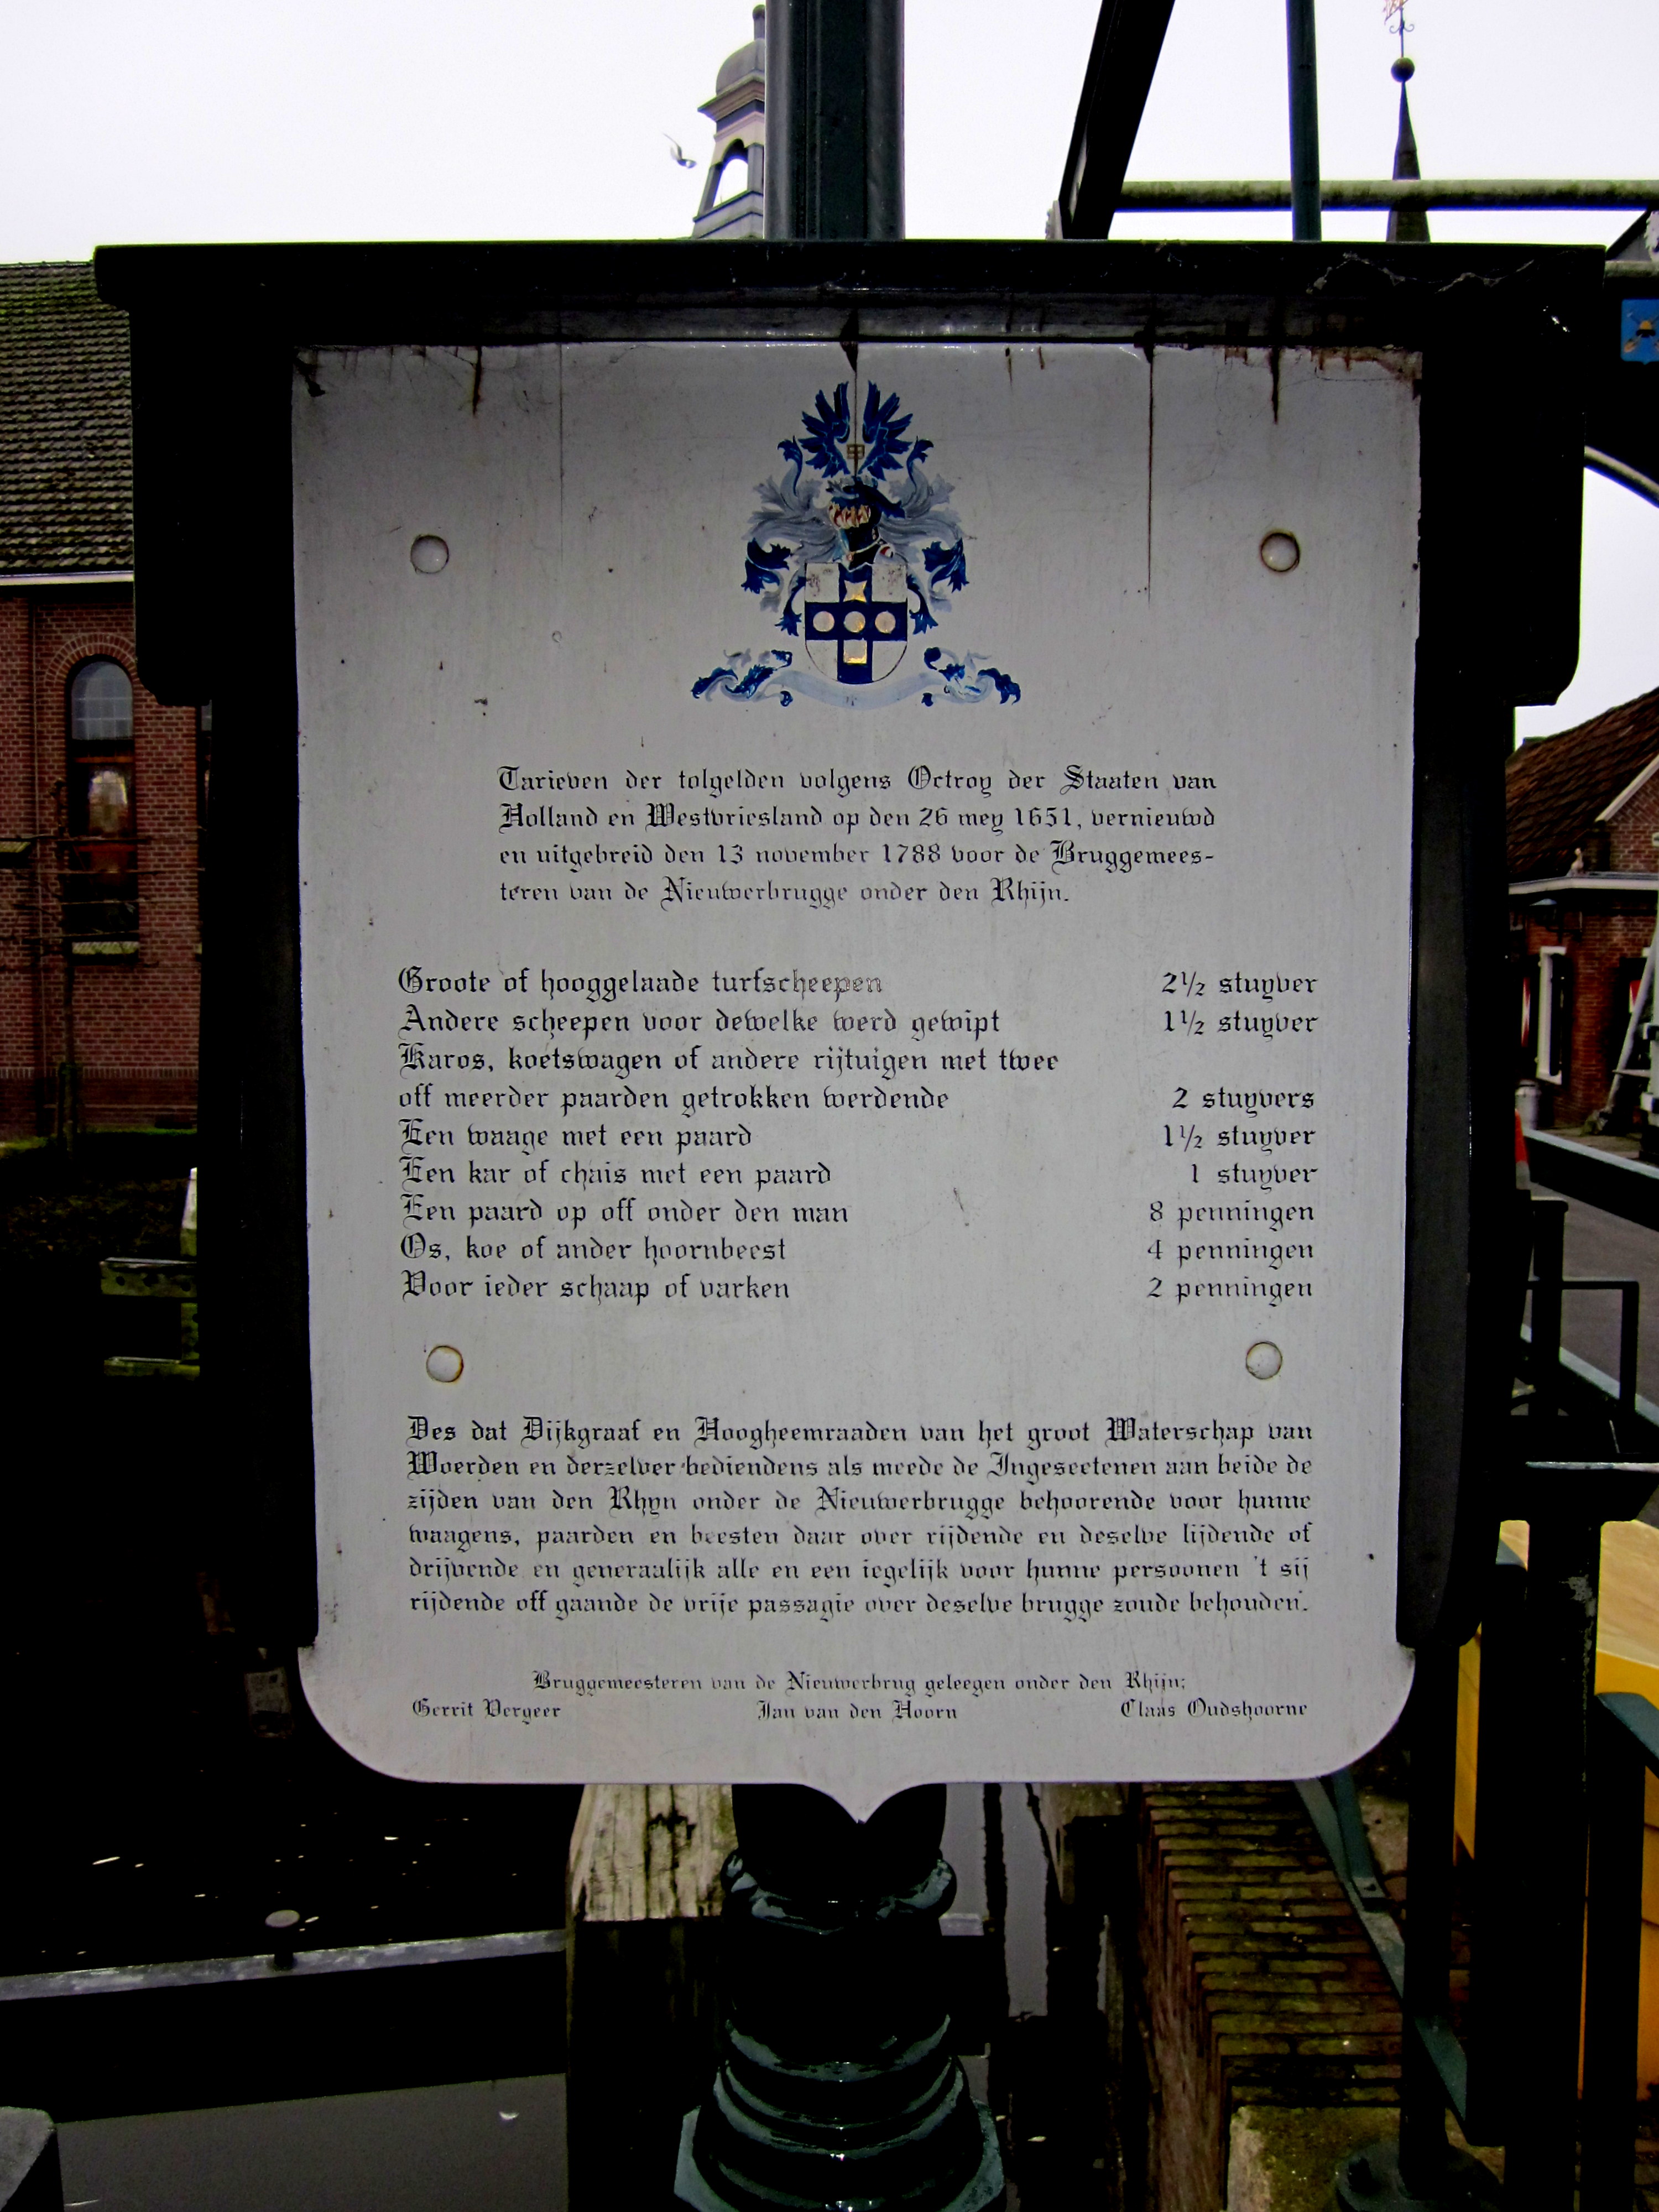 Tarieven der tolgelden volgens Octroy der Staaten van
Holland en Westvriesland op den 26 mey 1651, vernieuwd
en uitgebreid den 13 november 1788 voor de Bruggemees-
teren van de Nieuwerbrugge onder den Rhijn.
Groote of hooggelaade turfscheepen 2½ stuyver
Andere scheepen voor dewelke werd gewipt 1½ stuyver
Karos, koetswagen of andere rijtuigen met twee
off meerder paarden getrokken werdende 2 stuyvers
Een waage met een paard 1½ stuyver
Een kar of chais met een paard 1 stuyver
Een paard op off onder den man 8 penningen
Os, koe of ander hoornbeest 4 penningen
Voor ieder schaap of varken 2 penningen
Des dat Dijkgraaf en Hoogheemraaden van het groot Waterschap van
Woerden en derzelver bediendens als meede de Ingeseetenen aan beide de
zijden van den Rhyn onder de Nieuwerbrugge behoorende voor hunne
waagens, paarden en beesten daar over rijdende en deselve lijdende of
drijvende en generaalijk alle en een iegelijk voor hunne persoonen 't sij
rijdende off gaande de vrije passagie over deselve brugge zoude behouden.
Bruggemeesteren van de Nieuwerbrug geleegen onder den Rhijn:
Gerrit Vergeer Jan van den Hoorn Claas Oudshoorne